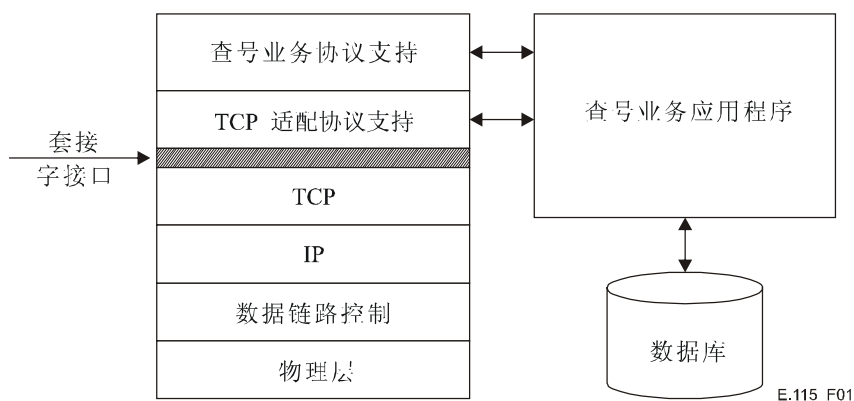 查号业务协议支持
TCP 适配协议支持
查号业务应用程序
套接
字接口
TCP
IP
数据链路控制
物理层
数据库
E.115_F01